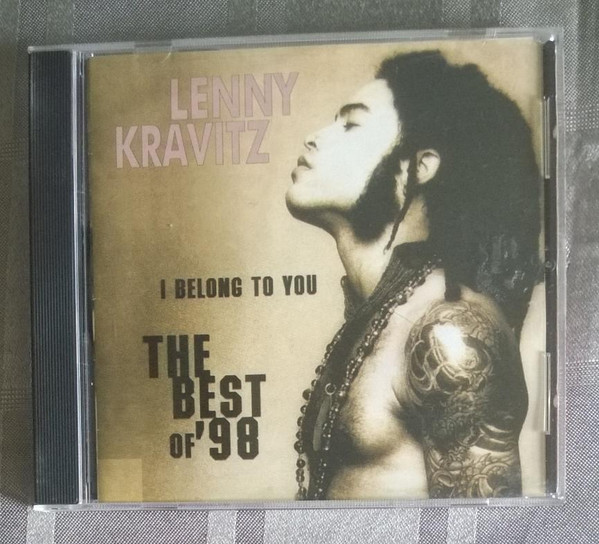 LENNY
KRAVITZ
I BELONG TO YOU
THE
BEST
OF '98